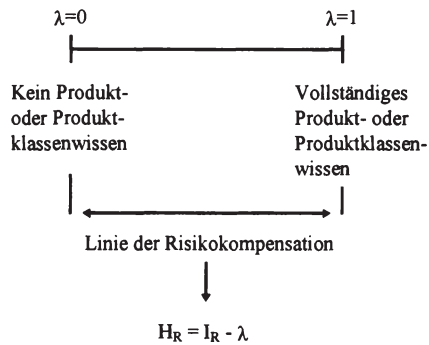 λ=0 λ=1
Kein Produkt-
oder Produkt-
klassenwissen
Vollständiges
Produkt- oder
Produktklassen-
wissen
Linie der Risikokompensation
H_R = I_R - λ